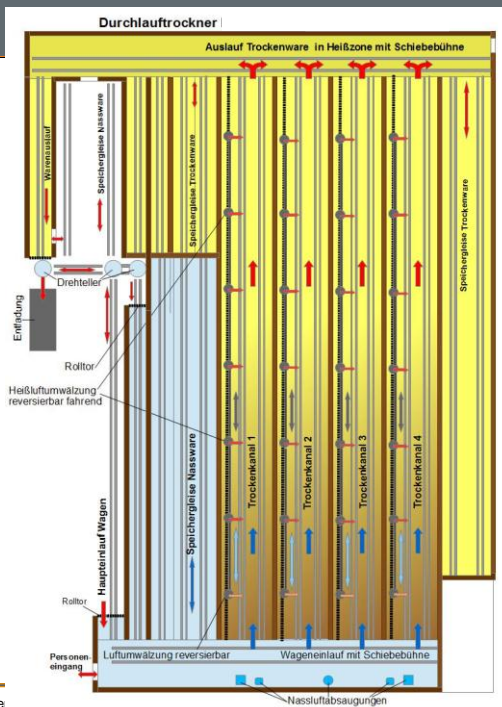 Durchlauftrockner
Auslauf Trockenware in Heißzone mit Schiebebühne
Warenauslauf
Speichergleise Nassware
Speichergleise Trockenware
Speichergleise Trockenware
Drehteller
Entladung
Rolltor
Heißluftumwälzung
reversierbar fahrend
Trockenkanal 1
Trockenkanal 2
Trockenkanal 3
Trockenkanal 4
Speichergleise Nassware
Haupteinlauf Wagen
Rolltor
Personen-
eingang
Luftumwälzung reversierbar
Wageneinlauf mit Schiebebühne
Nassluftabsaugungen